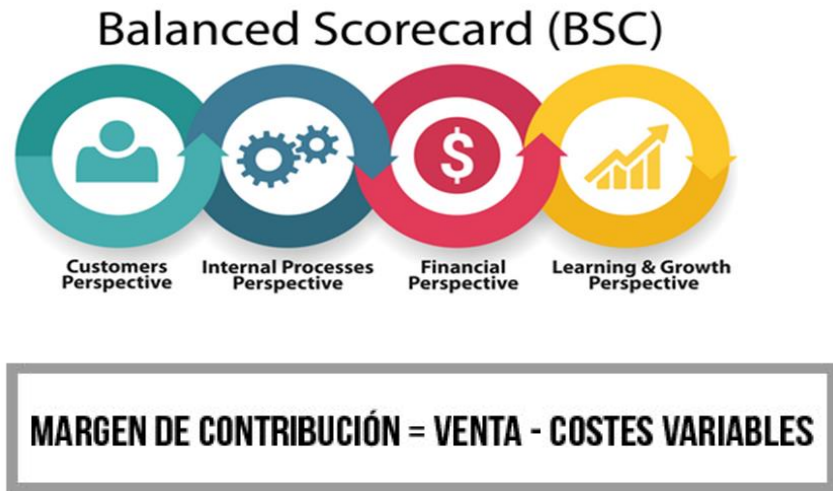 Balanced Scorecard (BSC)
$
Customers
Perspective
Internal Processes
Perspective
Financial
Perspective
Learning & Growth
Perspective
MARGEN DE CONTRIBUCIÓN = VENTA - COSTES VARIABLES